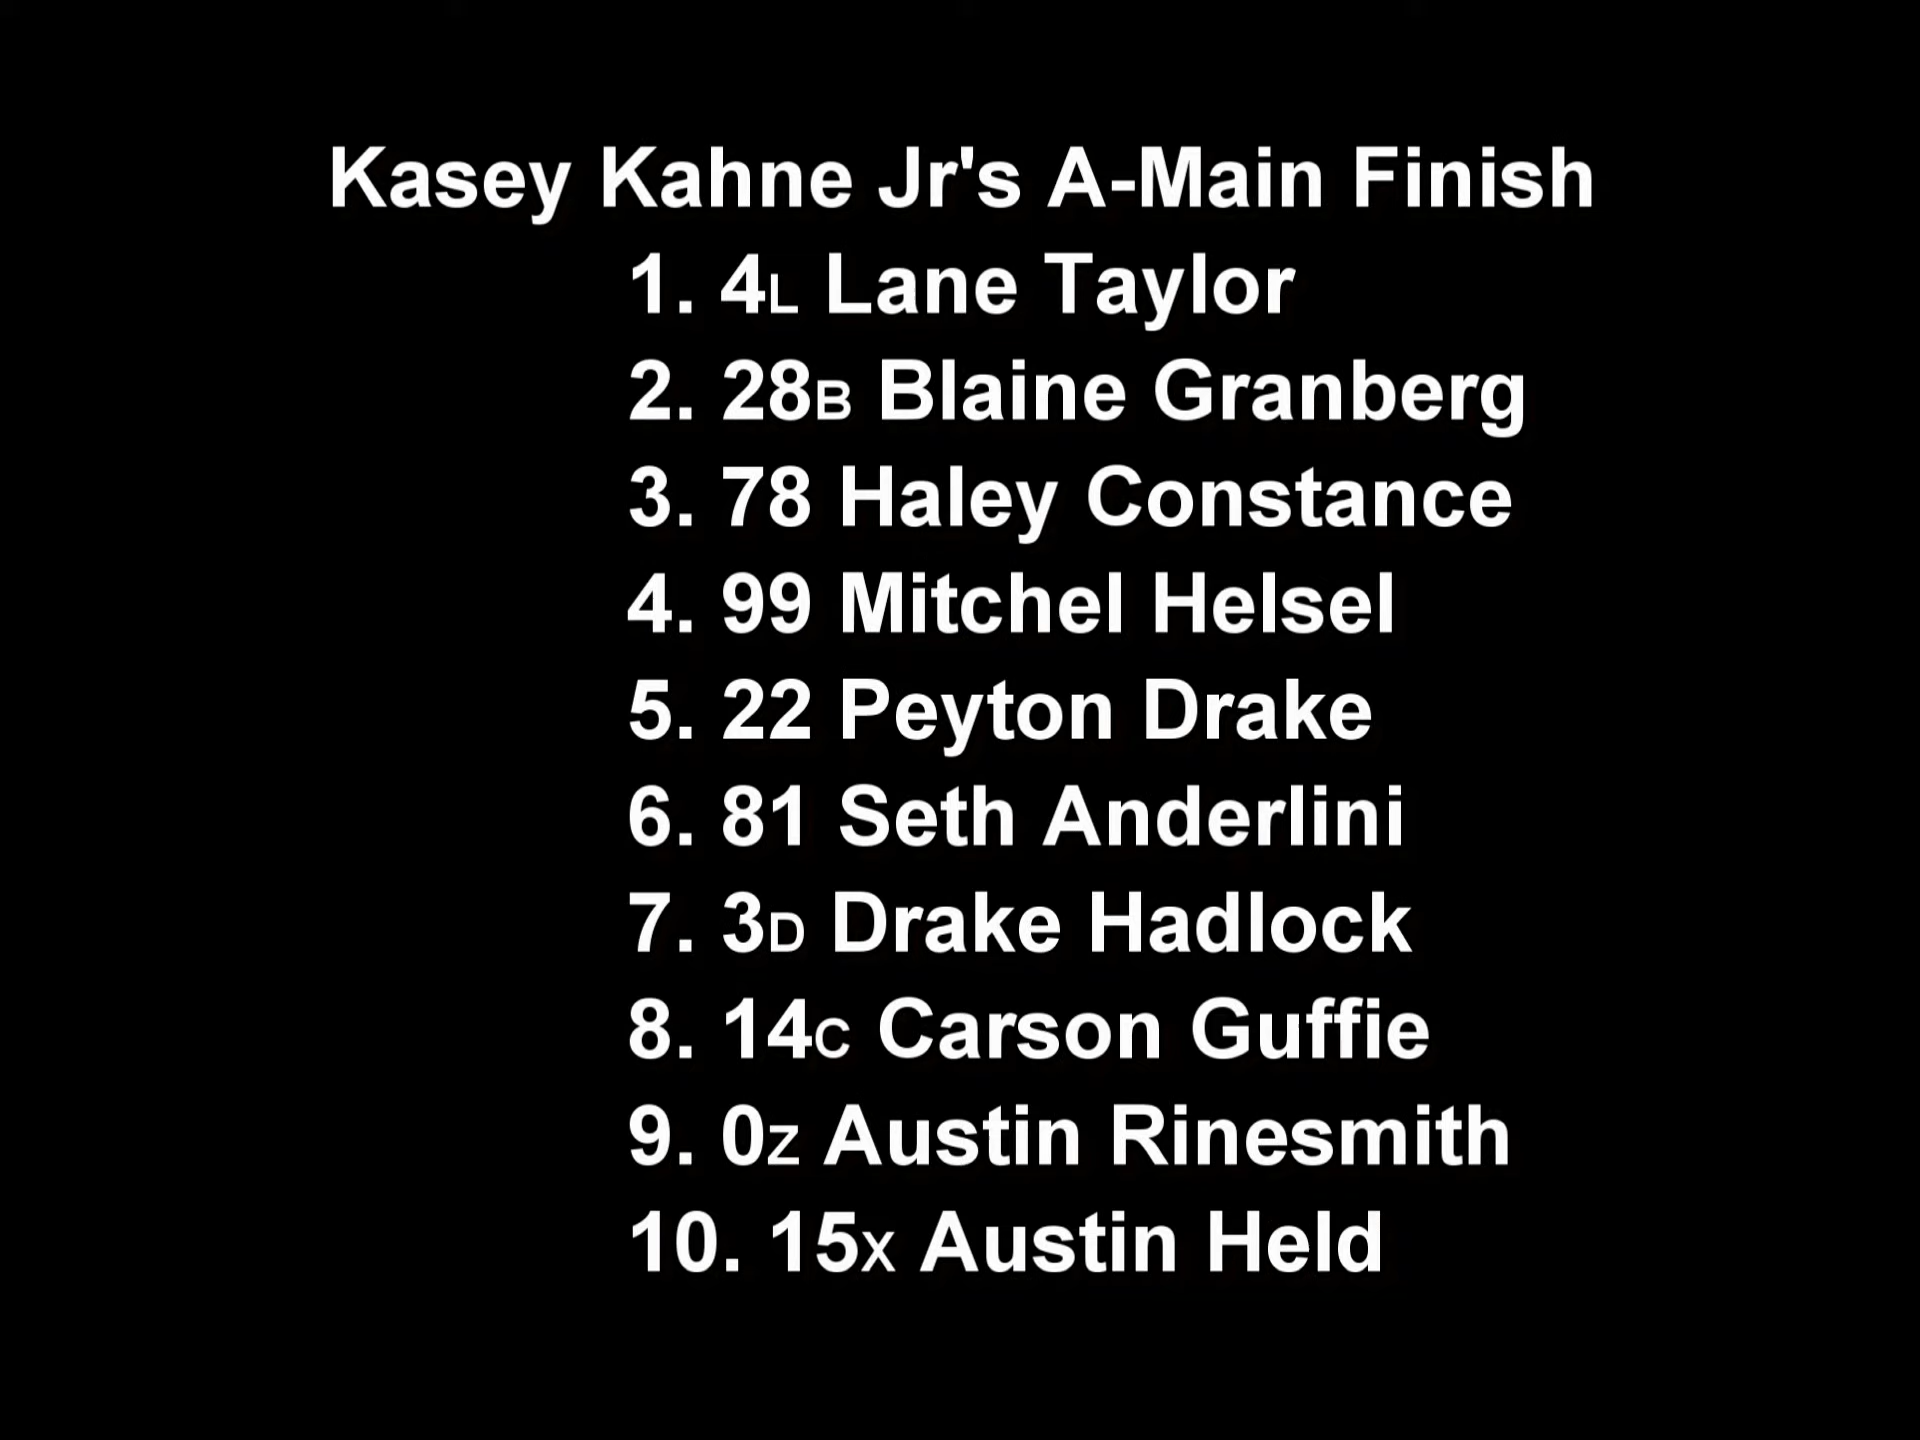 Kasey Kahne Jr's A-Main Finish
1. 4L Lane Taylor
2. 28B Blaine Granberg
3. 78 Haley Constance
4. 99 Mitchel Helsel
5. 22 Peyton Drake
6. 81 Seth Anderlini
7. 3D Drake Hadlock
8. 14C Carson Guffie
9. 0Z Austin Rinesmith
10. 15X Austin Held